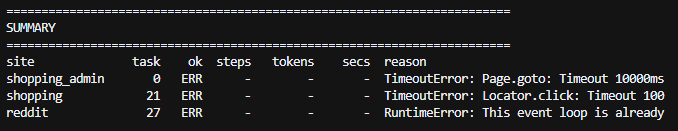 ============================================================================
SUMMARY
============================================================================
site task ok steps tokens secs reason
shopping_admin 0 ERR - - - TimeoutError: Page.goto: Timeout 10000ms
shopping 21 ERR - - - TimeoutError: Locator.click: Timeout 100
reddit 27 ERR - - - RuntimeError: This event loop is already